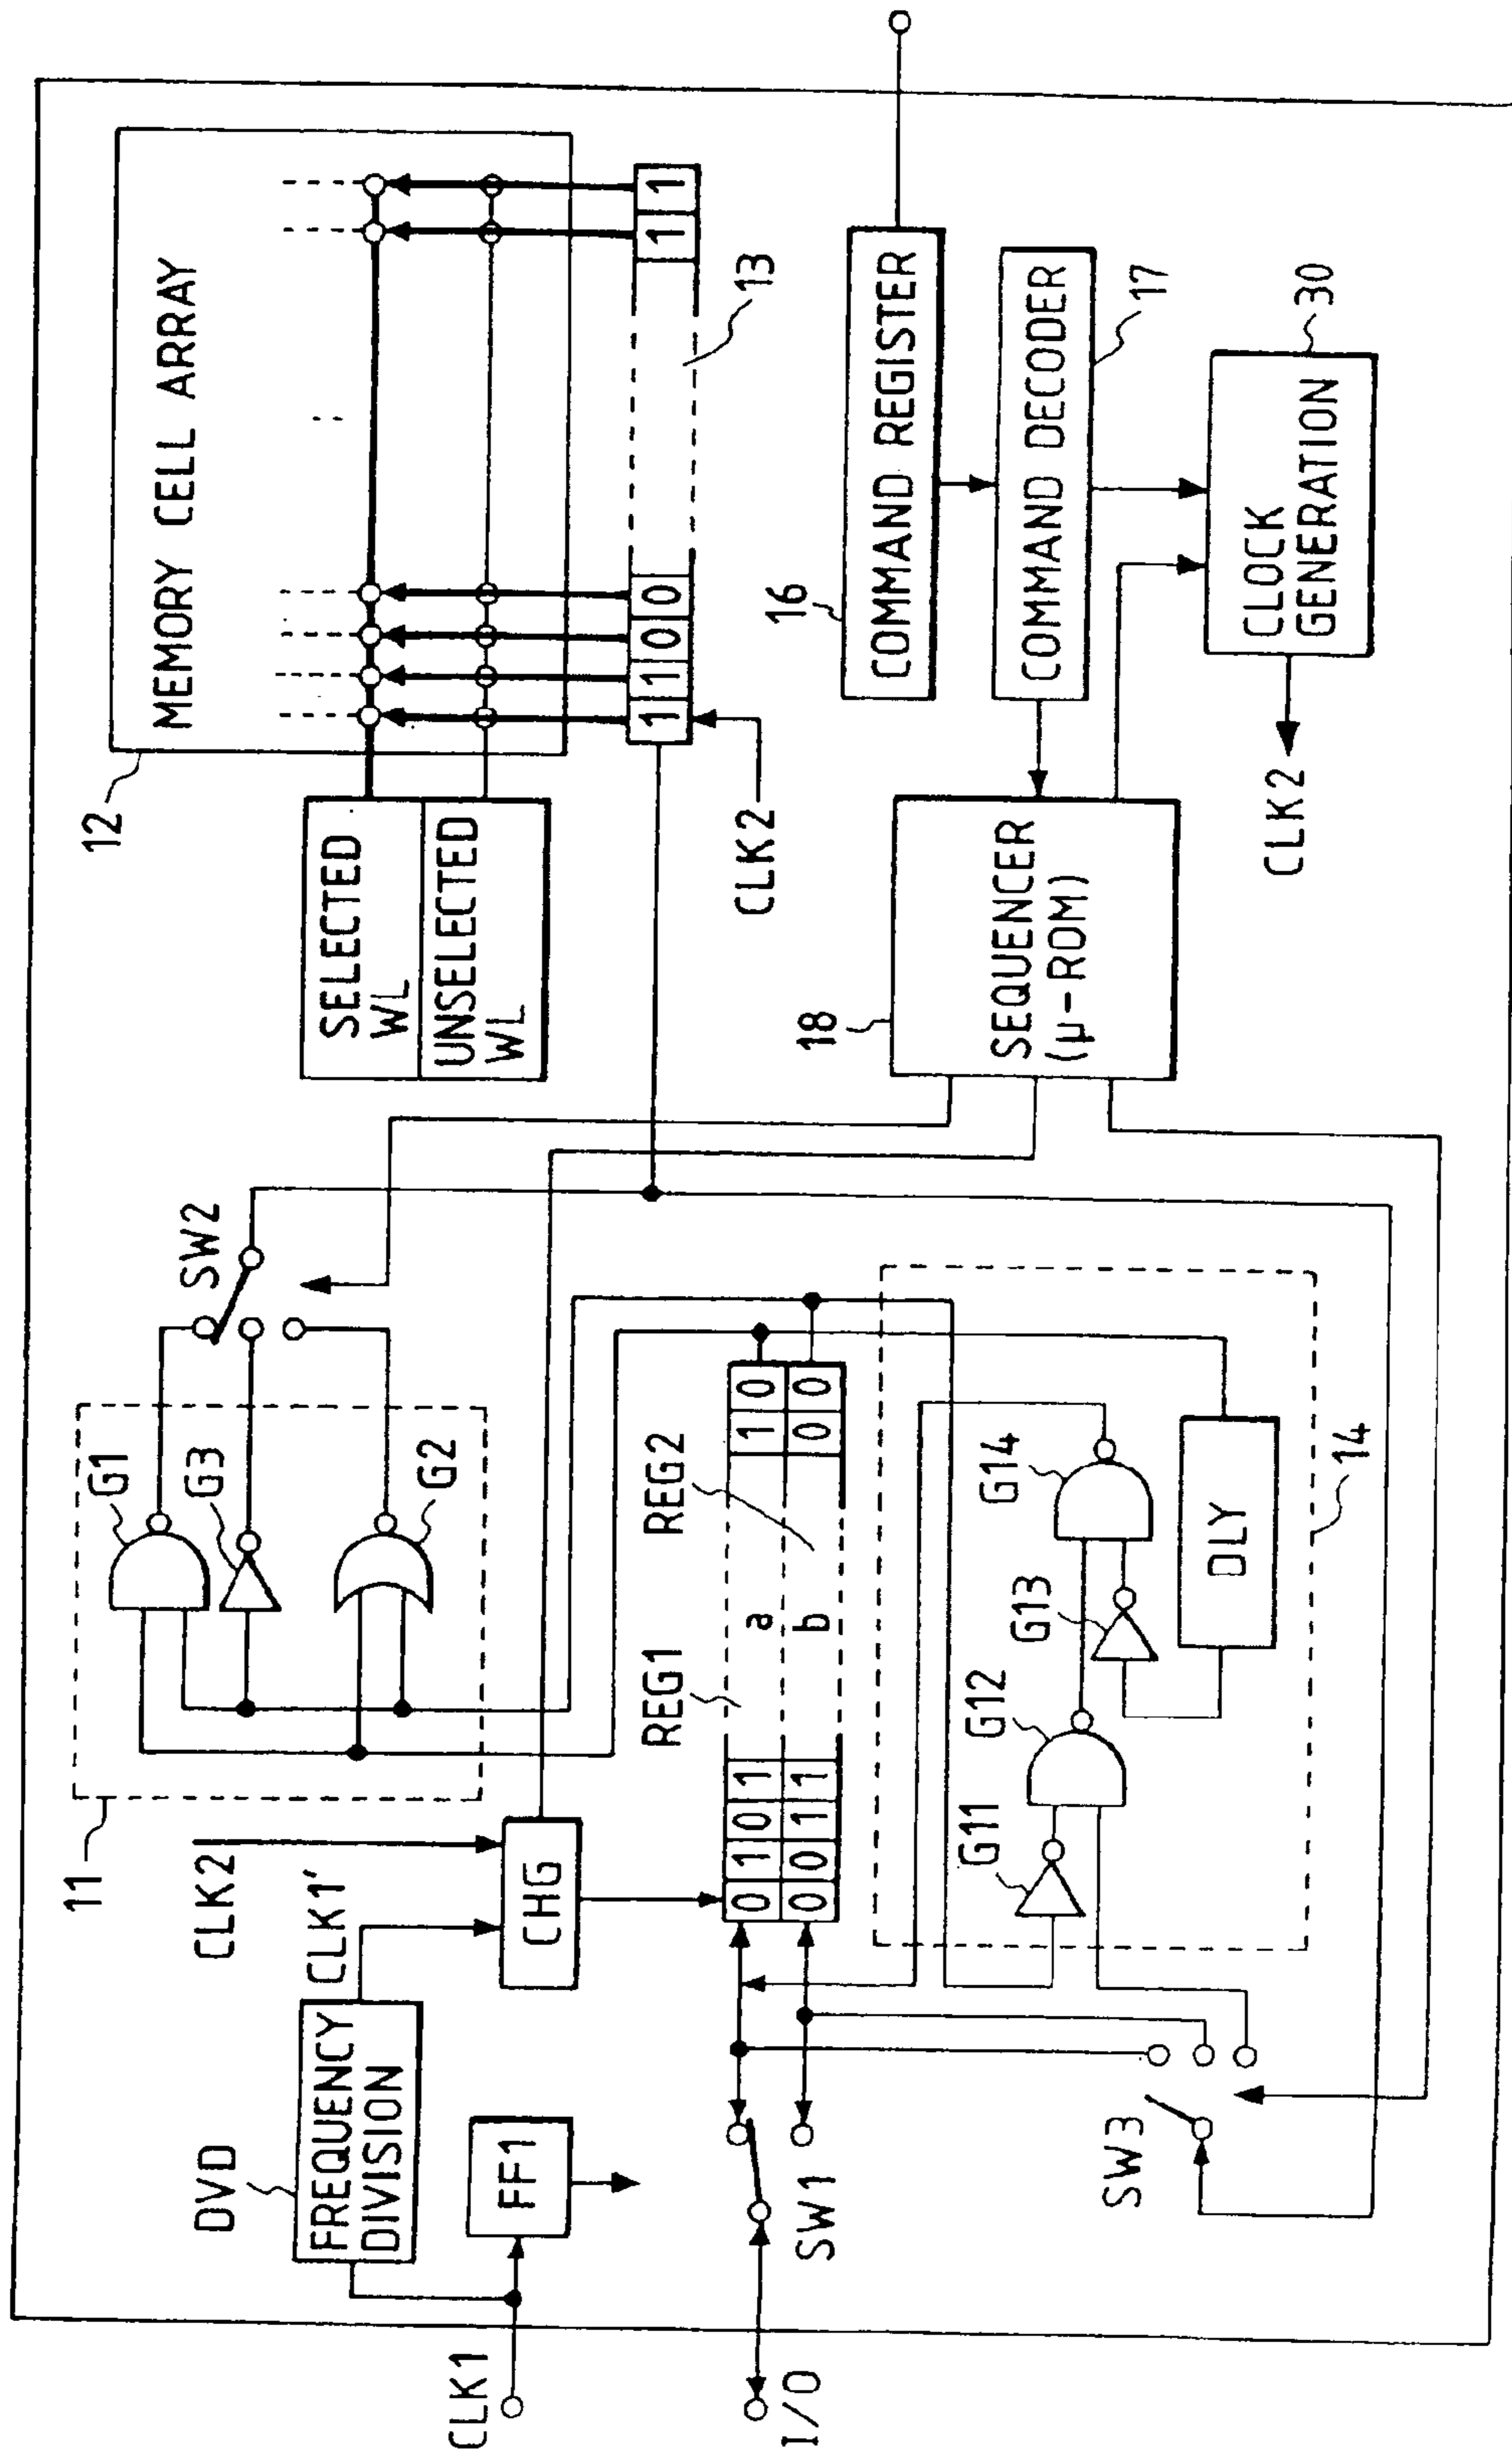 CLK1
I/O
DVD
FREQUENCY
DIVISION
FF1
SW1
CLK1'
CLK2
CHG
11
G1
G3
G2
SW2
REG1
REG2
0 1 0 1
0 0 1 1
a
b
1 0
0 0
SW3
G11
G12
G13
G14
DLY
14
12
MEMORY CELL ARRAY
SELECTED
WL
UNSELECTED
WL
1 1 0 0
1 1
13
CLK2
16
COMMAND REGISTER
COMMAND DECODER
17
18
SEQUENCER
(μ-ROM)
CLOCK
GENERATION
30
CLK2